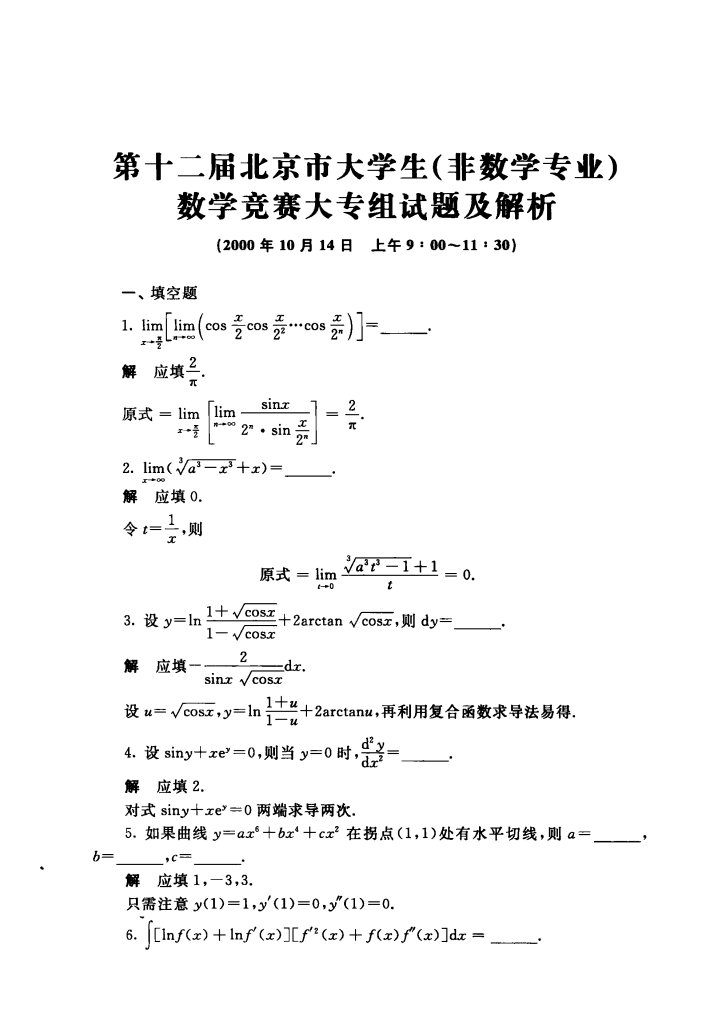 第十二届北京市大学生(非数学专业)
数学竞赛大专组试题及解析
(2000 年 10 月 14 日 上午 9:00~11:30)
一、填空题
1. $\lim\limits_{x\to\frac{\pi}{2}}\left[\lim\limits_{n\to\infty}\left(\cos\frac{x}{2}\cos\frac{x}{2^2}\cdots\cos\frac{x}{2^n}\right)\right]=$______.
解 应填$\frac{2}{\pi}$.
原式 $=\lim\limits_{x\to\frac{\pi}{2}}\left[\lim\limits_{n\to\infty}\frac{\sin x}{2^n\cdot\sin\frac{x}{2^n}}\right]=\frac{2}{\pi}$.
2. $\lim\limits_{x\to\infty}(\sqrt[3]{a^3-x^3}+x)=$______.
解 应填 0.
令 $t=\frac{1}{x}$,则
原式 $=\lim\limits_{t\to 0}\frac{\sqrt[3]{a^3t^3-1}+1}{t}=0$.
3. 设 $y=\ln\frac{1+\sqrt{\cos x}}{1-\sqrt{\cos x}}+2\arctan\sqrt{\cos x}$,则 dy=______.
解 应填$-\frac{2}{\sin x\sqrt{\cos x}}dx$.
设 $u=\sqrt{\cos x}$,$y=\ln\frac{1+u}{1-u}+2\arctan u$,再利用复合函数求导法易得.
4. 设 $\sin y+xe^y=0$,则当 y=0 时,$\frac{d^2y}{dx^2}=$______.
解 应填 2.
对式 $\sin y+xe^y=0$ 两端求导两次.
5. 如果曲线 $y=ax^6+bx^4+cx^2$ 在拐点(1,1)处有水平切线,则 a=______,
b=______,c=______.
解 应填 1,−3,3.
只需注意 y(1)=1,y′(1)=0,y″(1)=0.
6. $\int[\ln f(x)+\ln f'(x)][f'^2(x)+f(x)f''(x)]dx=$______.